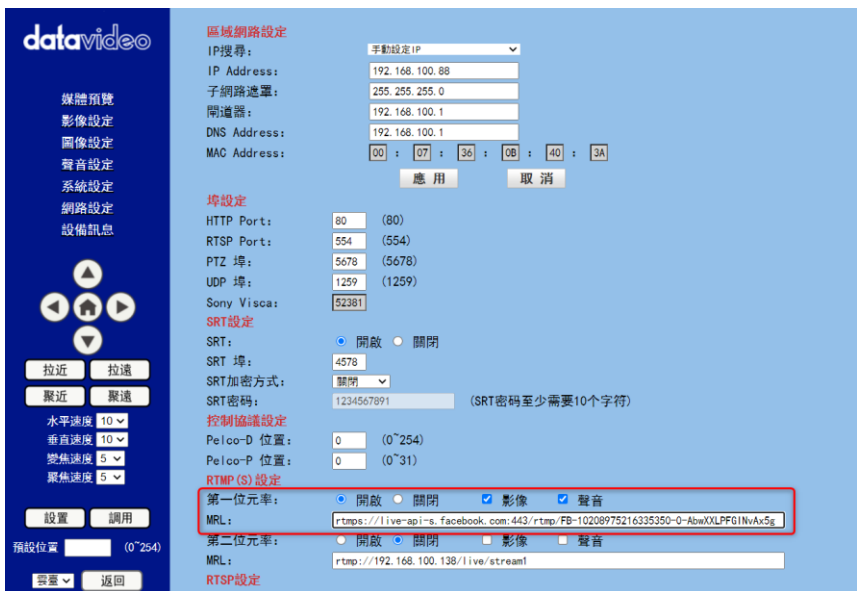 datavideo
媒體預覽
影像設定
圖像設定
聲音設定
系統設定
網路設定
設備訊息
拉近 拉遠
聚近 聚遠
水平速度 10
垂直速度 10
變焦速度 5
聚焦速度 5
設置 調用
預設位置 (0~254)
雲臺 返回
區域網路設定
IP搜尋: 手動設定IP
IP Address: 192.168.100.88
子網路遮罩: 255.255.255.0
閘道器: 192.168.100.1
DNS Address: 192.168.100.1
MAC Address: 00 : 07 : 36 : 0B : 40 : 3A
應用 取消
埠設定
HTTP Port: 80 (80)
RTSP Port: 554 (554)
PTZ 埠: 5678 (5678)
UDP 埠: 1259 (1259)
Sony Visca: 52381
SRT設定
SRT: 開啟 關閉
SRT 埠: 4578
SRT加密方式: 關閉
SRT密码: 1234567891 (SRT密码至少需要10个字符)
控制協議設定
Pelco-D 位置: 0 (0~254)
Pelco-P 位置: 0 (0~31)
RTMP(S)設定
第一位元率: 開啟 關閉 影像 聲音
MRL: rtmps://live-api-s.facebook.com:443/rtmp/FB-10208975216335350-0-AbwXXLPFGINvAx5g
第二位元率: 開啟 關閉 影像 聲音
MRL: rtmp://192.168.100.138/live/stream1
RTSP設定